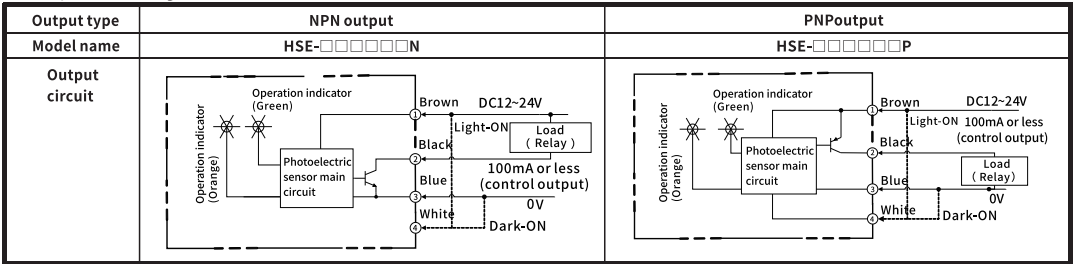 Output type NPN output PNPoutput
Model name HSE-□□□□□□N HSE-□□□□□□P
Output
circuit
Operation indicator
(Green)
Operation indicator
(Orange)
Photoelectric
sensor main
circuit
1
Brown
DC12~24V
Light-ON
Load
( Relay )
Black
2
100mA or less
(control output)
Blue
3
0V
White
4
Dark-ON
Operation indicator
(Green)
Operation indicator
(Orange)
Photoelectric
sensor main
circuit
1
Brown
DC12~24V
Light-ON
100mA or less
(control output)
Black
2
Load
( Relay )
Blue
3
0V
White
4
Dark-ON